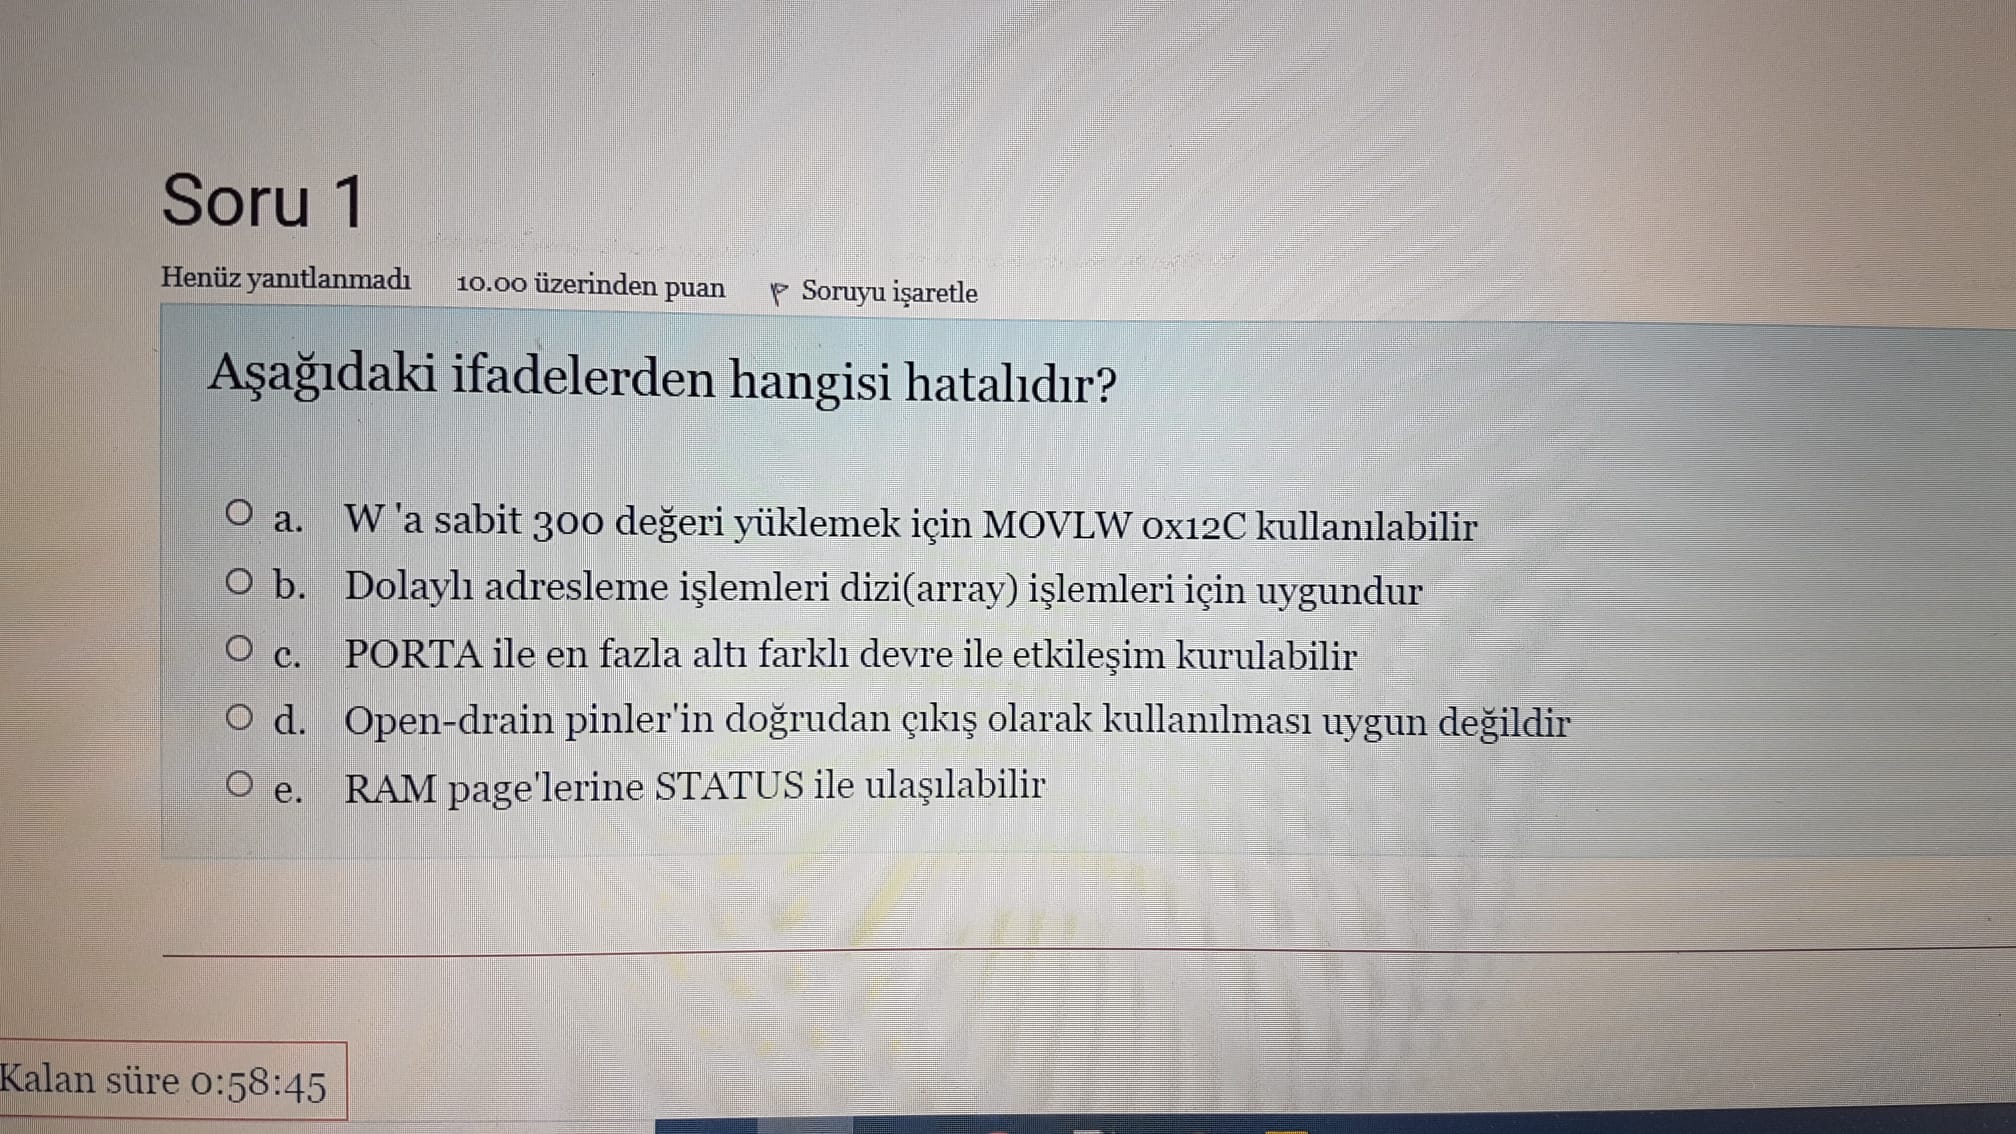 Soru 1
Henüz yanıtlanmadı 10.00 üzerinden puan Soruyu işaretle
Aşağıdaki ifadelerden hangisi hatalıdır?
a. W 'a sabit 300 değeri yüklemek için MOVLW 0x12C kullanılabilir
b. Dolaylı adresleme işlemleri dizi(array) işlemleri için uygundur
c. PORTA ile en fazla altı farklı devre ile etkileşim kurulabilir
d. Open-drain pinler'in doğrudan çıkış olarak kullanılması uygun değildir
e. RAM page'lerine STATUS ile ulaşılabilir
Kalan süre 0:58:45